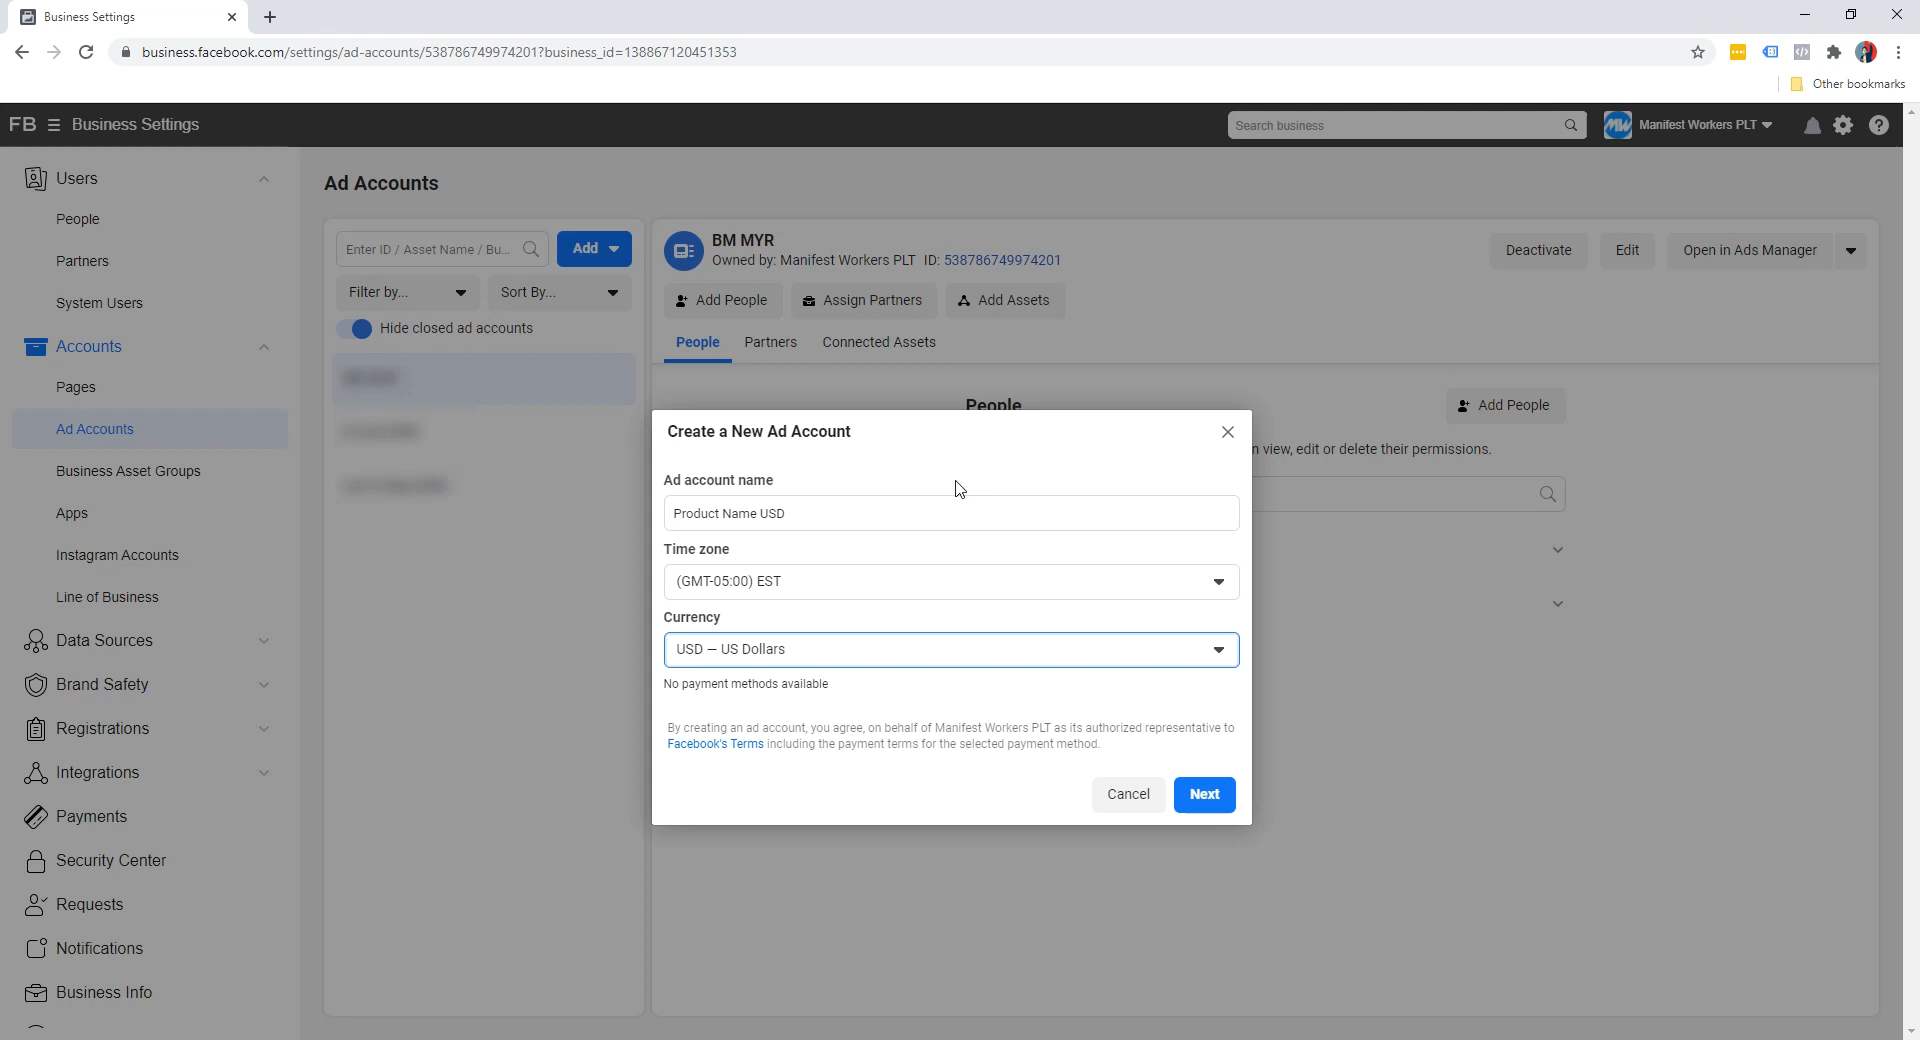 Business Settings
business.facebook.com/settings/ad-accounts/538786749974201?business_id=138867120451353
Other bookmarks
FB Business Settings
Search business
MW Manifest Workers PLT
Users
People
Partners
System Users
Accounts
Pages
Ad Accounts
Business Asset Groups
Apps
Instagram Accounts
Line of Business
Data Sources
Brand Safety
Registrations
Integrations
Payments
Security Center
Requests
Notifications
Business Info
Ad Accounts
Enter ID / Asset Name / Bu...
Add
Filter by...
Sort By...
Hide closed ad accounts
BM MYR
Owned by: Manifest Workers PLT ID: 538786749974201
Deactivate
Edit
Open in Ads Manager
Add People
Assign Partners
Add Assets
People
Partners
Connected Assets
People
Add People
n view, edit or delete their permissions.
Create a New Ad Account
Ad account name
Product Name USD
Time zone
(GMT-05:00) EST
Currency
USD — US Dollars
No payment methods available
By creating an ad account, you agree, on behalf of Manifest Workers PLT as its authorized representative to
Facebook's Terms including the payment terms for the selected payment method.
Cancel
Next